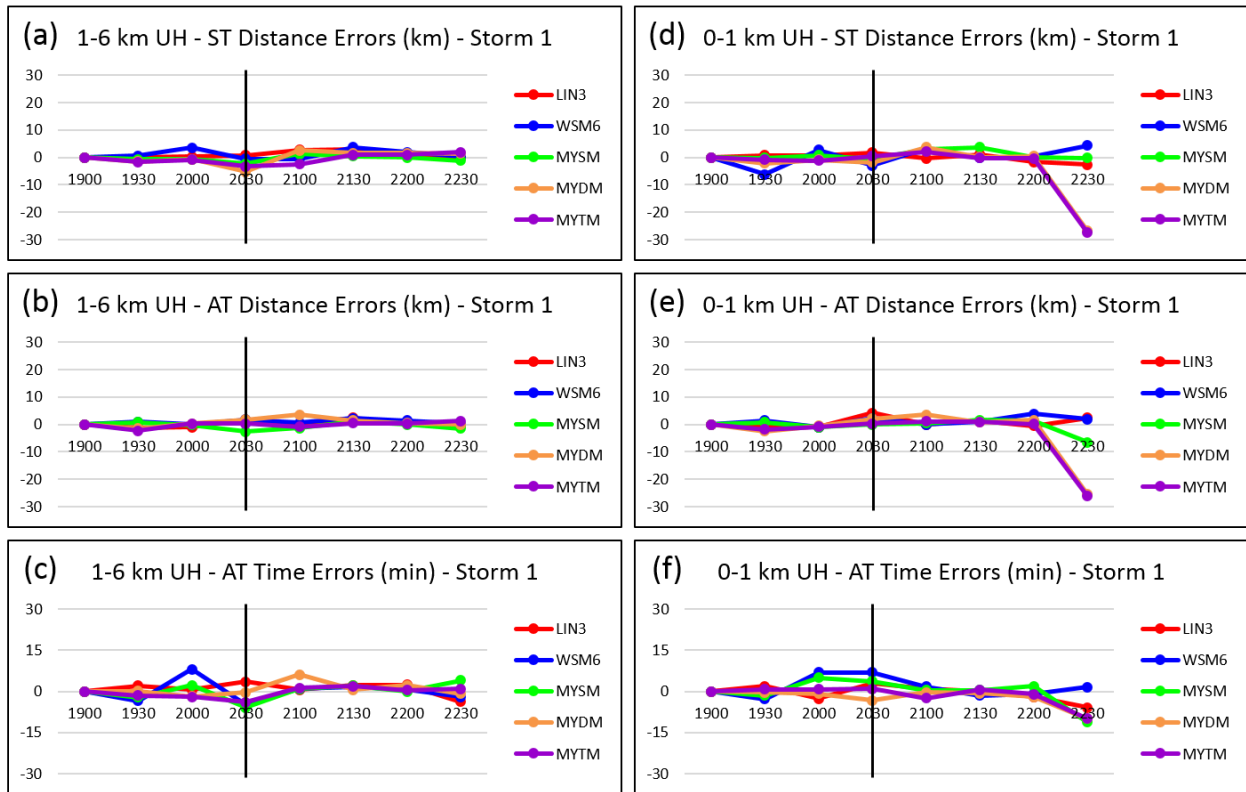 (a) 1-6 km UH - ST Distance Errors (km) - Storm 1
30
20
10
0
-10
-20
-30
1900 1930 2000 2030 2100 2130 2200 2230
LIN3
WSM6
MYSM
MYDM
MYTM
(b) 1-6 km UH - AT Distance Errors (km) - Storm 1
30
20
10
0
-10
-20
-30
1900 1930 2000 2030 2100 2130 2200 2230
LIN3
WSM6
MYSM
MYDM
MYTM
(c) 1-6 km UH - AT Time Errors (min) - Storm 1
30
15
0
-15
-30
1900 1930 2000 2030 2100 2130 2200 2230
LIN3
WSM6
MYSM
MYDM
MYTM
(d) 0-1 km UH - ST Distance Errors (km) - Storm 1
30
20
10
0
-10
-20
-30
1900 1930 2000 2030 2100 2130 2200 2230
LIN3
WSM6
MYSM
MYDM
MYTM
(e) 0-1 km UH - AT Distance Errors (km) - Storm 1
30
20
10
0
-10
-20
-30
1900 1930 2000 2030 2100 2130 2200 2230
LIN3
WSM6
MYSM
MYDM
MYTM
(f) 0-1 km UH - AT Time Errors (min) - Storm 1
30
15
0
-15
-30
1900 1930 2000 2030 2100 2130 2200 2230
LIN3
WSM6
MYSM
MYDM
MYTM